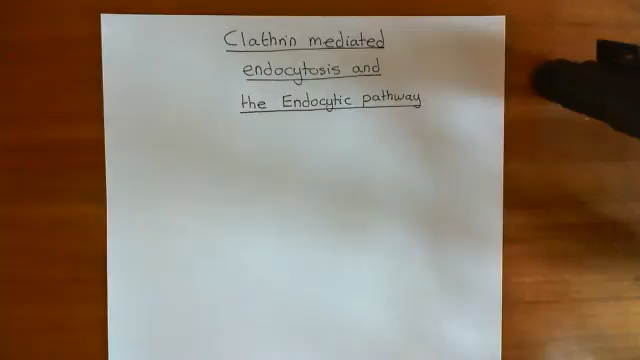 Clathrin mediated
endocytosis and
the Endocytic pathway